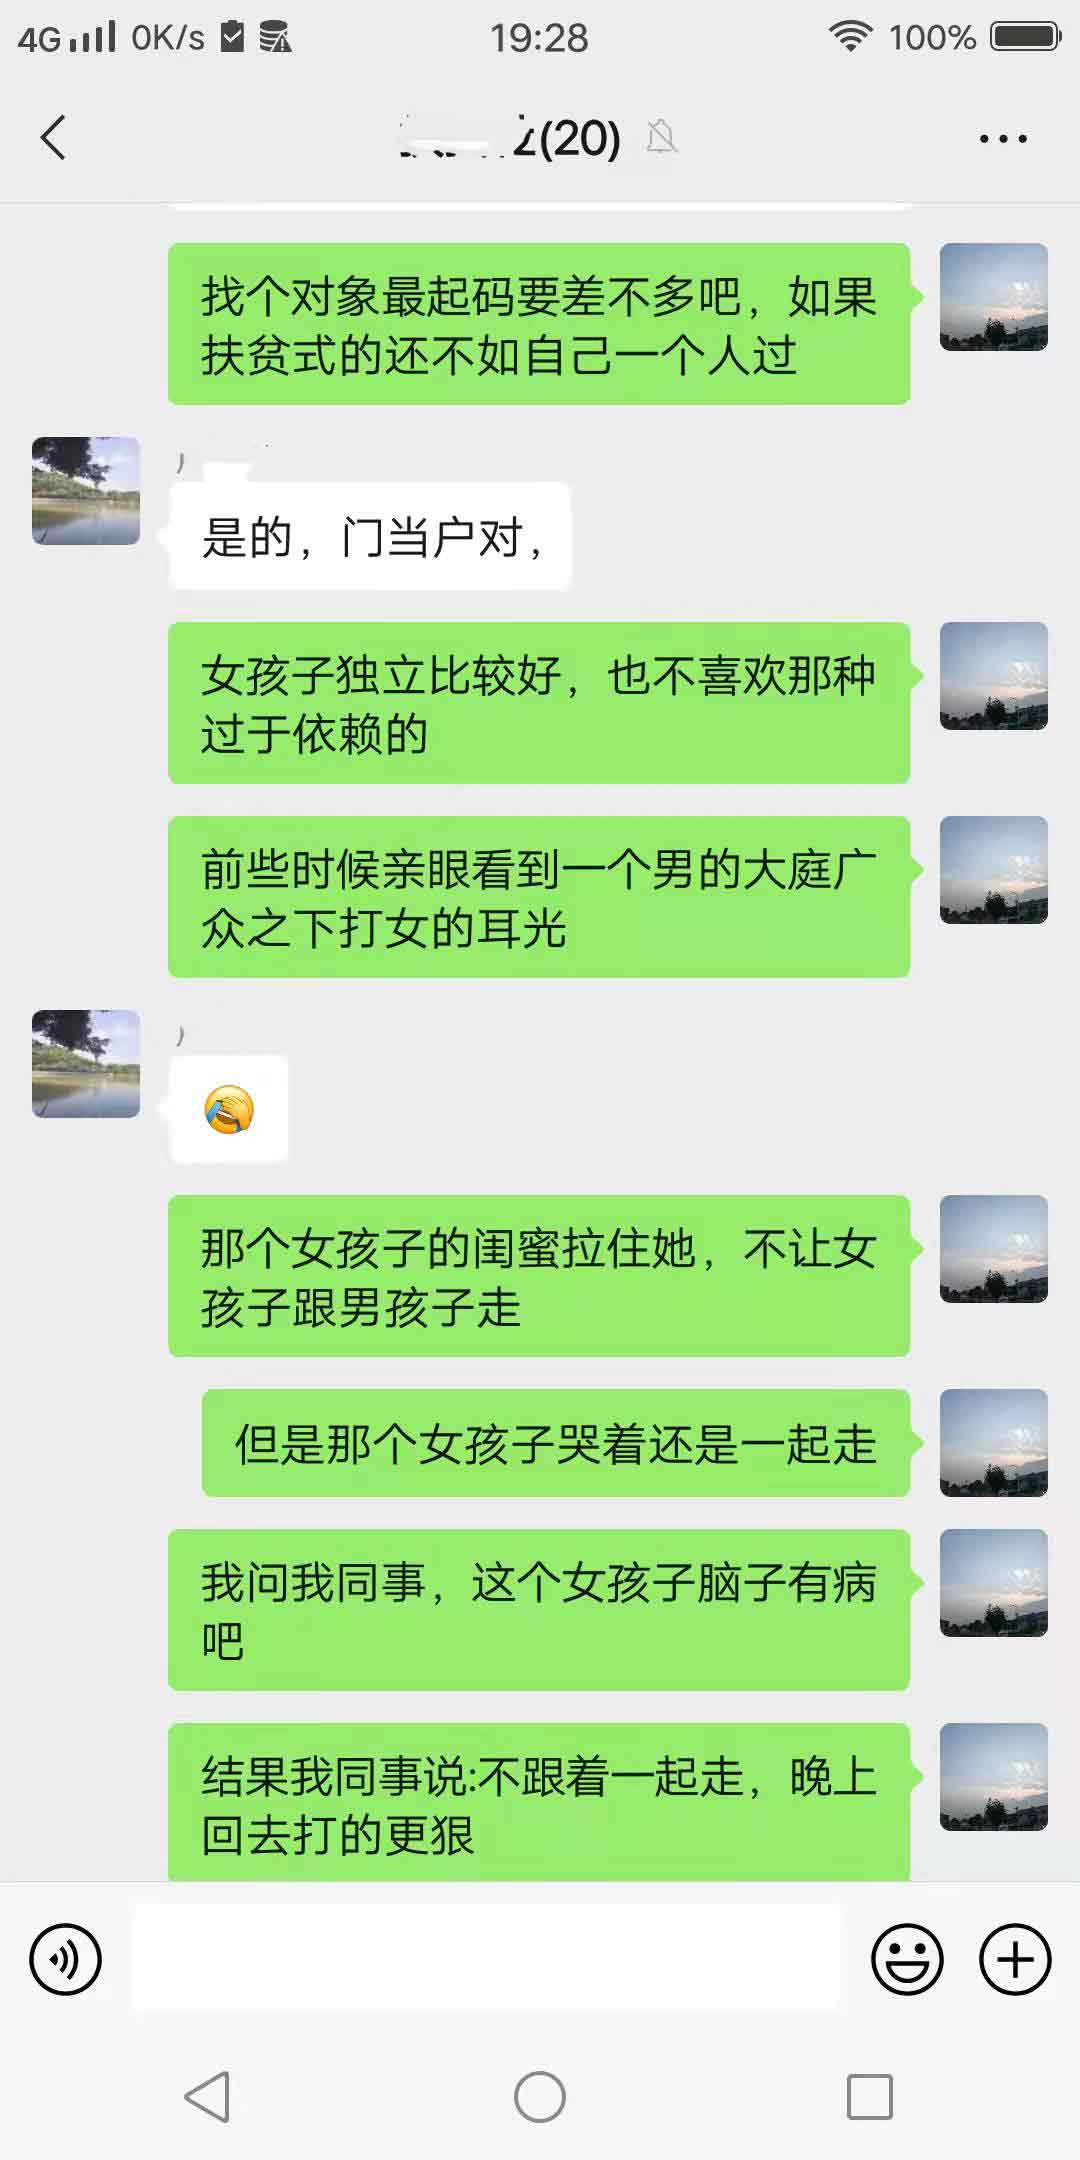 4G 0K/s 19:28 100%
(20)
找个对象最起码要差不多吧，如果
扶贫式的还不如自己一个人过
是的，门当户对，
女孩子独立比较好，也不喜欢那种
过于依赖的
前些时候亲眼看到一个男的大庭广
众之下打女的耳光
那个女孩子的闺蜜拉住她，不让女
孩子跟男孩子走
但是那个女孩子哭着还是一起走
我问我同事，这个女孩子脑子有病
吧
结果我同事说:不跟着一起走，晚上
回去打的更狠